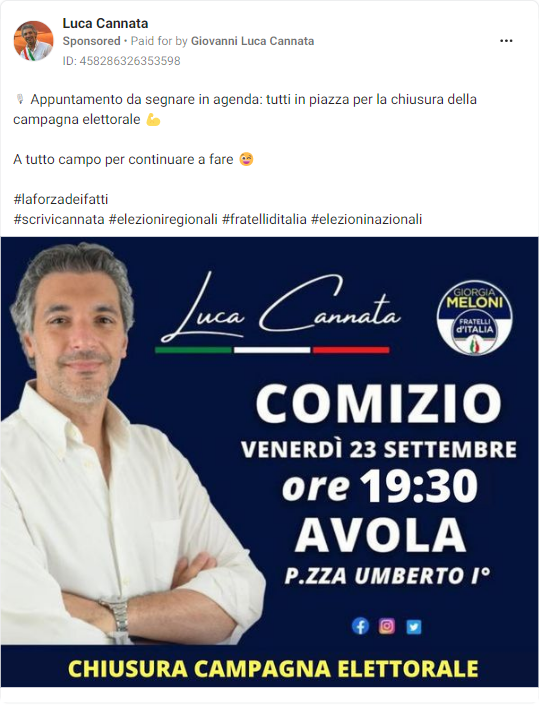 Luca Cannata
Sponsored • Paid for by Giovanni Luca Cannata
ID: 458286326353598
🎙 Appuntamento da segnare in agenda: tutti in piazza per la chiusura della
campagna elettorale 💪
A tutto campo per continuare a fare 🥰
#laforzadeifatti
#scrivicannata #elezioniregionali #fratelliditalia #elezioninazionali
Luca Cannata
GIORGIA
MELONI
FRATELLI
d'ITALIA
COMIZIO
VENERDÌ 23 SETTEMBRE
ore 19:30
AVOLA
P.ZZA UMBERTO I°
CHIUSURA CAMPAGNA ELETTORALE